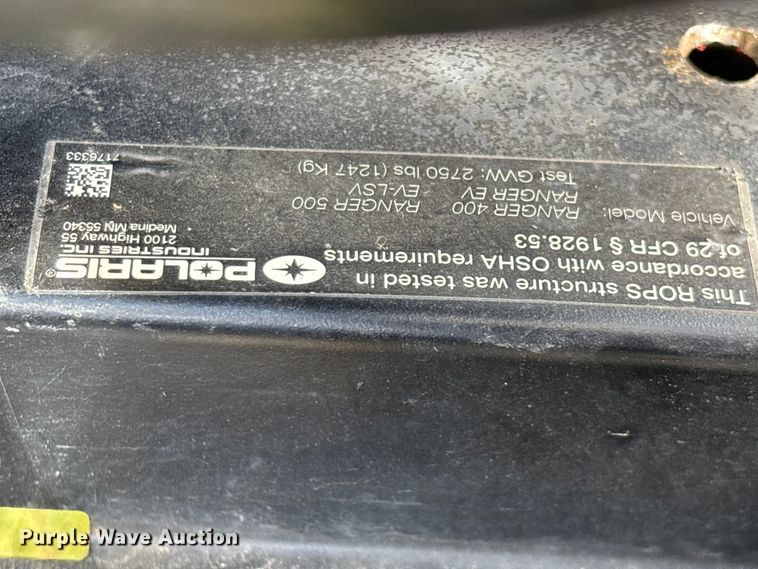 This ROPS structure was tested in
accordance with OSHA requirements
of 29 CFR § 1928.53
Vehicle Model: RANGER 400 RANGER 500
RANGER EV EV-LSV
Test GVW: 2750 lbs (1247 Kg)
POLARIS®
INDUSTRIES INC.
2100 Highway 55
Medina MN 55340
7176333
Purple Wave Auction